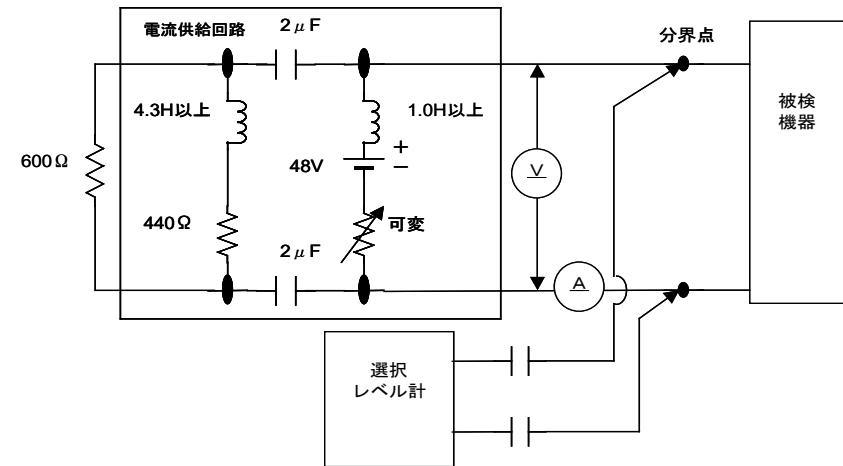 電流供給回路
2μF
分界点
4.3H以上
1.0H以上
被検
機器
600Ω
48V
+
−
V
440Ω
可変
2μF
A
選択
レベル計